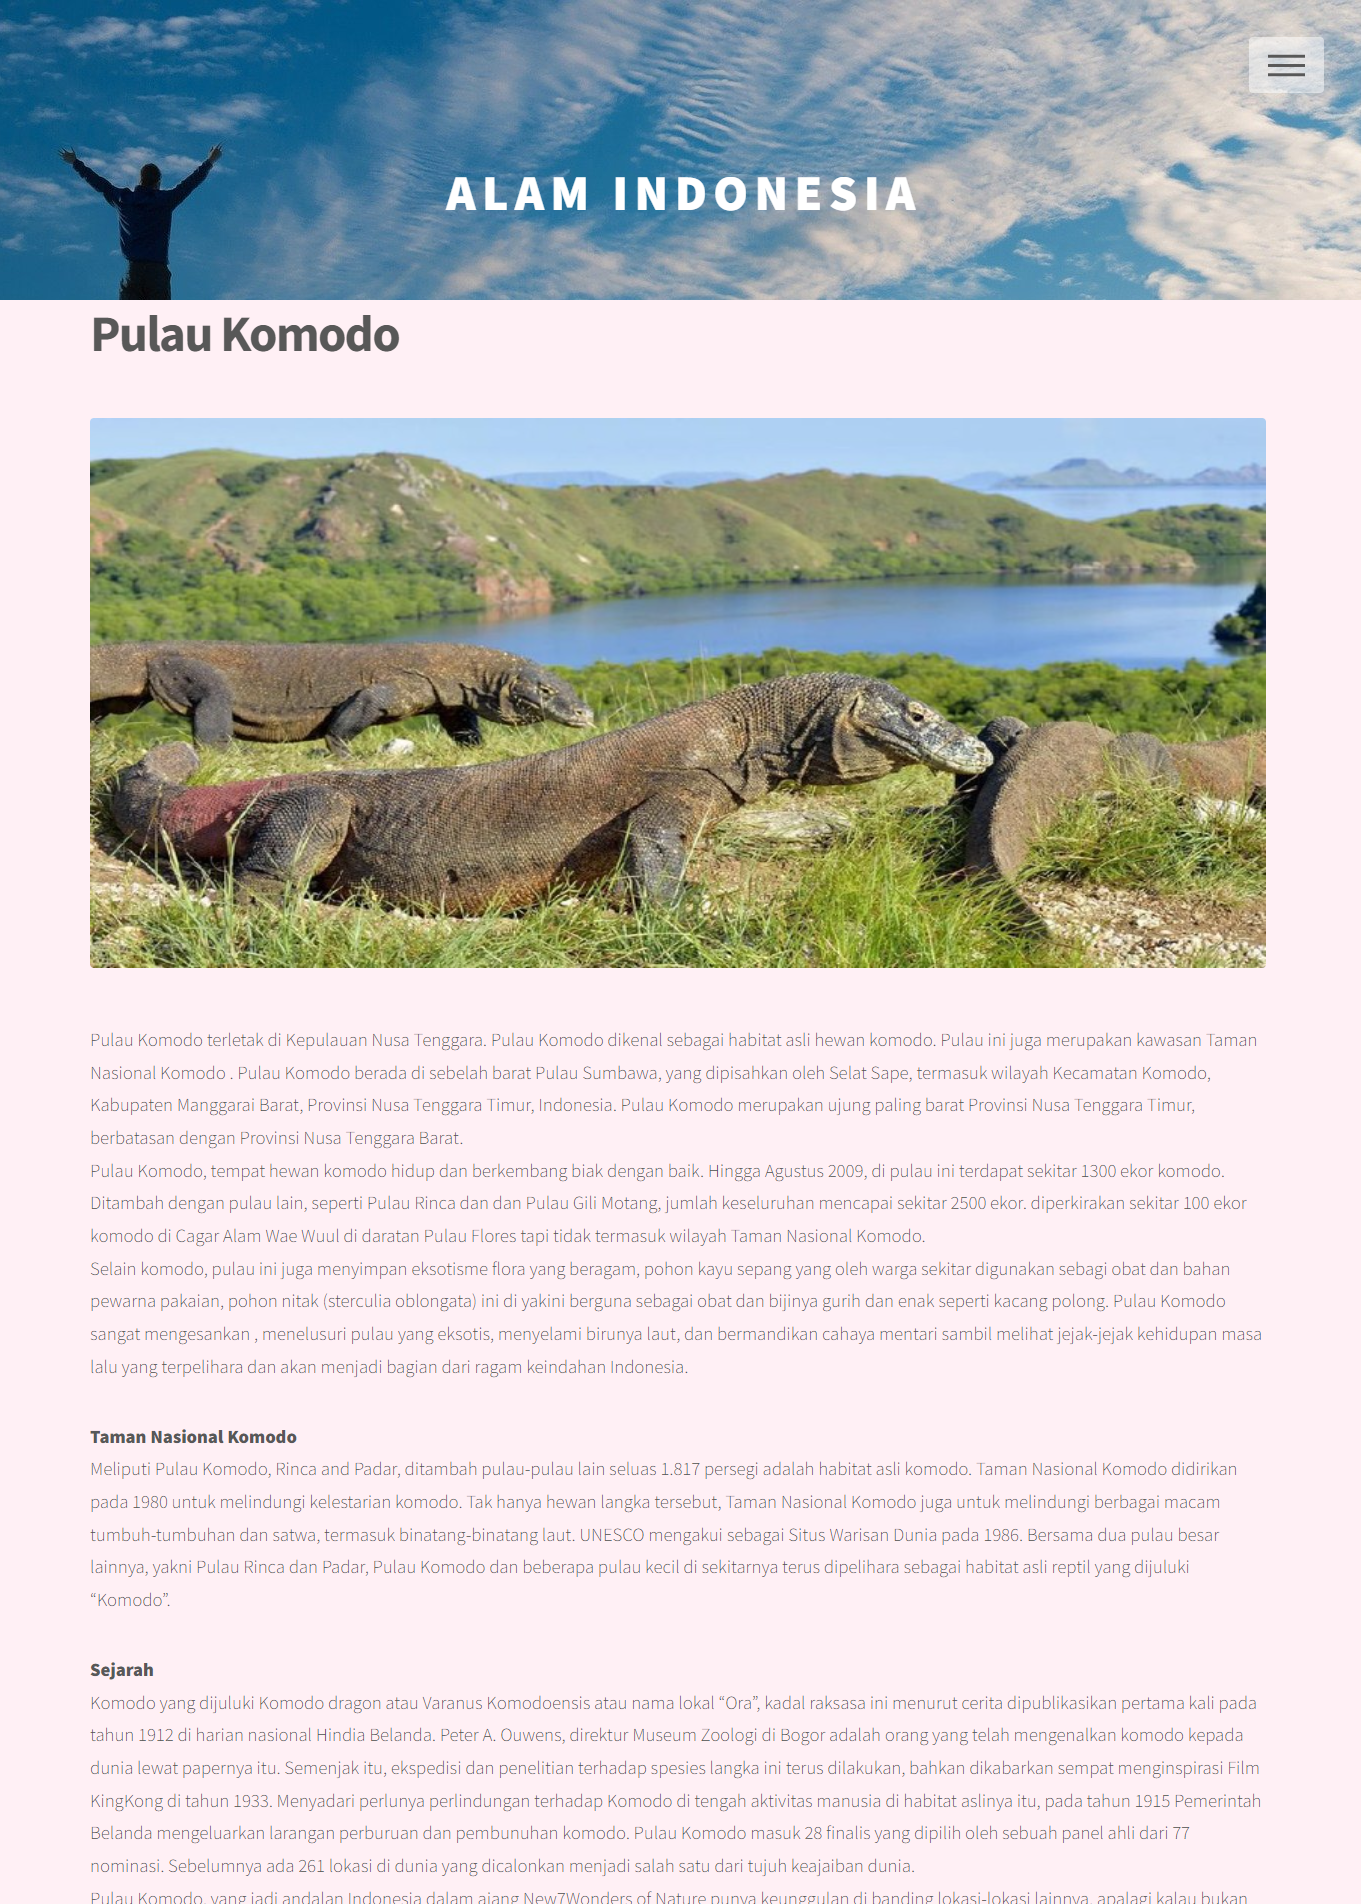 ALAM INDONESIA
Pulau Komodo
Pulau Komodo terletak di Kepulauan Nusa Tenggara. Pulau Komodo dikenal sebagai habitat asli hewan komodo. Pulau ini juga merupakan kawasan Taman
Nasional Komodo . Pulau Komodo berada di sebelah barat Pulau Sumbawa, yang dipisahkan oleh Selat Sape, termasuk wilayah Kecamatan Komodo,
Kabupaten Manggarai Barat, Provinsi Nusa Tenggara Timur, Indonesia. Pulau Komodo merupakan ujung paling barat Provinsi Nusa Tenggara Timur,
berbatasan dengan Provinsi Nusa Tenggara Barat.
Pulau Komodo, tempat hewan komodo hidup dan berkembang biak dengan baik. Hingga Agustus 2009, di pulau ini terdapat sekitar 1300 ekor komodo.
Ditambah dengan pulau lain, seperti Pulau Rinca dan dan Pulau Gili Motang, jumlah keseluruhan mencapai sekitar 2500 ekor. diperkirakan sekitar 100 ekor
komodo di Cagar Alam Wae Wuul di daratan Pulau Flores tapi tidak termasuk wilayah Taman Nasional Komodo.
Selain komodo, pulau ini juga menyimpan eksotisme flora yang beragam, pohon kayu sepang yang oleh warga sekitar digunakan sebagi obat dan bahan
pewarna pakaian, pohon nitak (sterculia oblongata) ini di yakini berguna sebagai obat dan bijinya gurih dan enak seperti kacang polong. Pulau Komodo
sangat mengesankan , menelusuri pulau yang eksotis, menyelami birunya laut, dan bermandikan cahaya mentari sambil melihat jejak-jejak kehidupan masa
lalu yang terpelihara dan akan menjadi bagian dari ragam keindahan Indonesia.
Taman Nasional Komodo
Meliputi Pulau Komodo, Rinca and Padar, ditambah pulau-pulau lain seluas 1.817 persegi adalah habitat asli komodo. Taman Nasional Komodo didirikan
pada 1980 untuk melindungi kelestarian komodo. Tak hanya hewan langka tersebut, Taman Nasional Komodo juga untuk melindungi berbagai macam
tumbuh-tumbuhan dan satwa, termasuk binatang-binatang laut. UNESCO mengakui sebagai Situs Warisan Dunia pada 1986. Bersama dua pulau besar
lainnya, yakni Pulau Rinca dan Padar, Pulau Komodo dan beberapa pulau kecil di sekitarnya terus dipelihara sebagai habitat asli reptil yang dijuluki
“Komodo”.
Sejarah
Komodo yang dijuluki Komodo dragon atau Varanus Komodoensis atau nama lokal “Ora”, kadal raksasa ini menurut cerita dipublikasikan pertama kali pada
tahun 1912 di harian nasional Hindia Belanda. Peter A. Ouwens, direktur Museum Zoologi di Bogor adalah orang yang telah mengenalkan komodo kepada
dunia lewat papernya itu. Semenjak itu, ekspedisi dan penelitian terhadap spesies langka ini terus dilakukan, bahkan dikabarkan sempat menginspirasi Film
KingKong di tahun 1933. Menyadari perlunya perlindungan terhadap Komodo di tengah aktivitas manusia di habitat aslinya itu, pada tahun 1915 Pemerintah
Belanda mengeluarkan larangan perburuan dan pembunuhan komodo. Pulau Komodo masuk 28 finalis yang dipilih oleh sebuah panel ahli dari 77
nominasi. Sebelumnya ada 261 lokasi di dunia yang dicalonkan menjadi salah satu dari tujuh keajaiban dunia.
Pulau Komodo, yang jadi andalan Indonesia dalam ajang New7Wonders of Nature punya keunggulan di banding lokasi-lokasi lainnya, apalagi kalau bukan